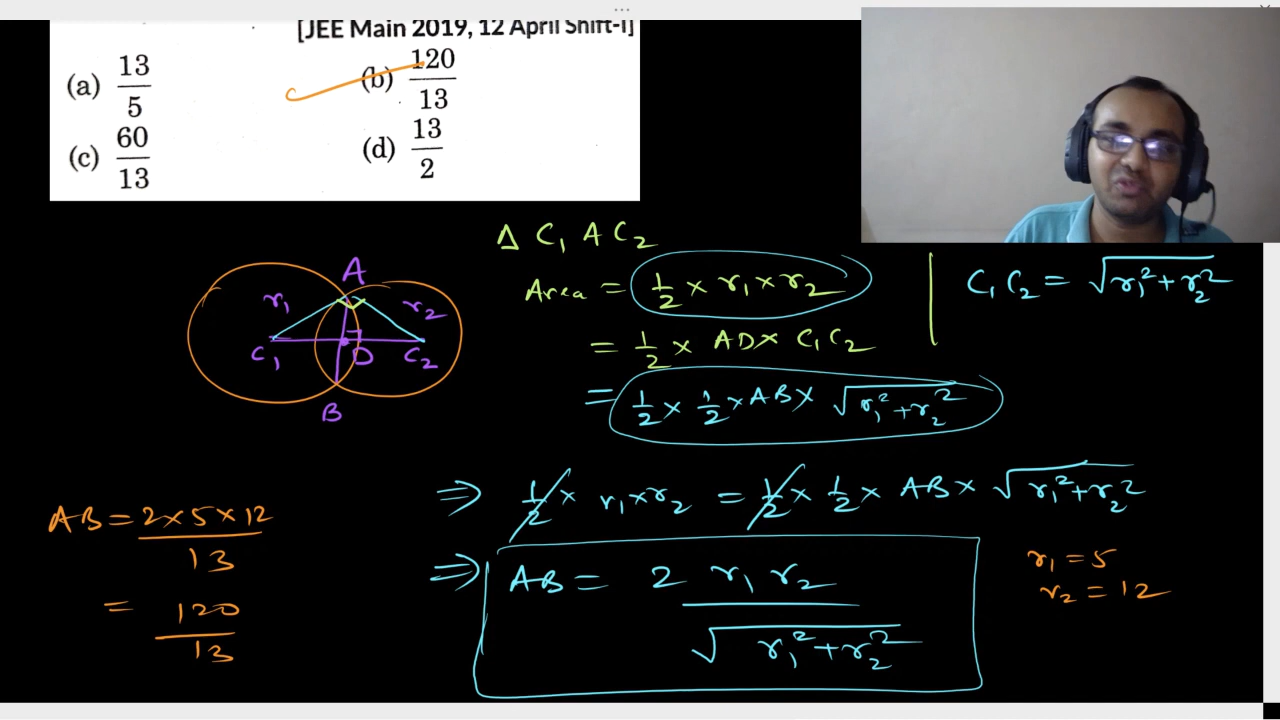 [JEE Main 2019, 12 April Shift-I]
(a) 13/5
(b) 120/13
(c) 60/13
(d) 13/2
Δ C₁ A C₂
Area = 1/2 × r₁ × r₂
= 1/2 × AD × C₁C₂
= 1/2 × 1/2 × AB × √(r₁² + r₂²)
C₁C₂ = √(r₁² + r₂²)
A
r₁
r₂
C₁
D
C₂
B
⇒ 1/2 × r₁ × r₂ = 1/2 × 1/2 × AB × √(r₁² + r₂²)
⇒ AB = 2 r₁ r₂ / √(r₁² + r₂²)
r₁ = 5
r₂ = 12
AB = 2 × 5 × 12 / 13
= 120/13